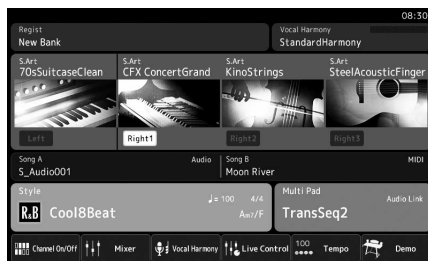 08:30
Regist
New Bank
Vocal Harmony
StandardHarmony
S.Art
70sSuitcaseClean
S.Art
CFX ConcertGrand
S.Art
KinoStrings
S.Art
SteelAcousticFinger
Left
Right1
Right2
Right3
Song A
Audio
S_Audio001
Song B
MIDI
Moon River
Style
♩= 100 4/4
R&B
Cool8Beat
Am7/F
Multi Pad
Audio Link
TransSeq2
Channel On/Off
Mixer
Vocal Harmony
Live Control
100
Tempo
Demo